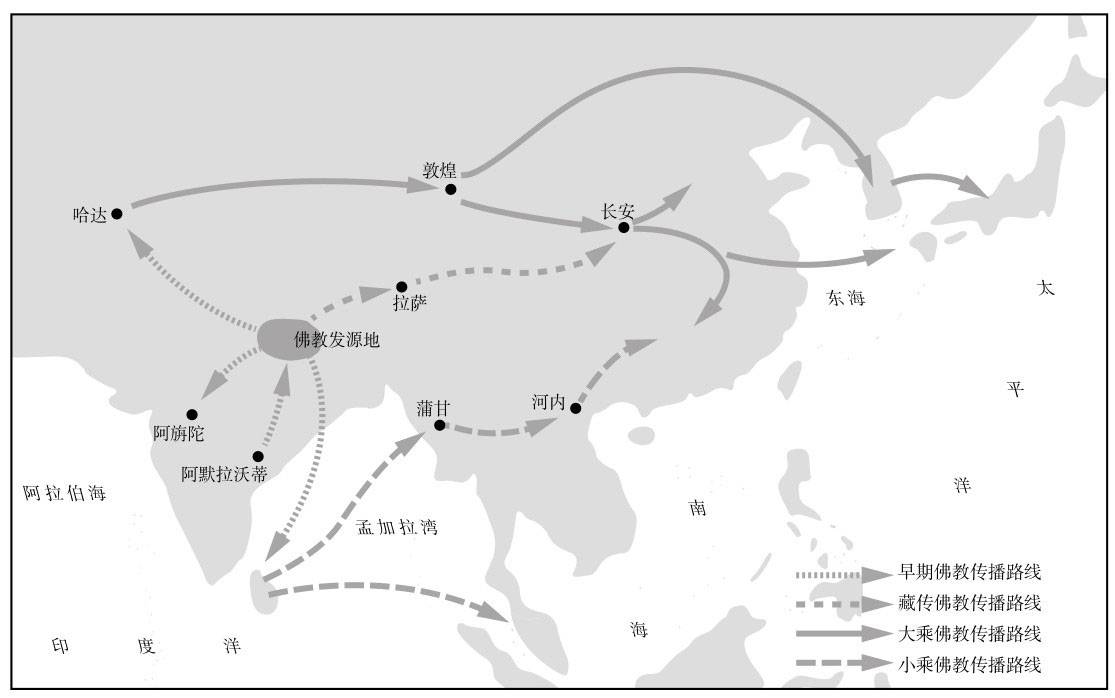 敦煌
哈达
长安
拉萨
佛教发源地
东海
太
平
洋
蒲甘
河内
阿旃陀
阿默拉沃蒂
阿拉伯海
孟加拉湾
南
海
印度洋
早期佛教传播路线
藏传佛教传播路线
大乘佛教传播路线
小乘佛教传播路线